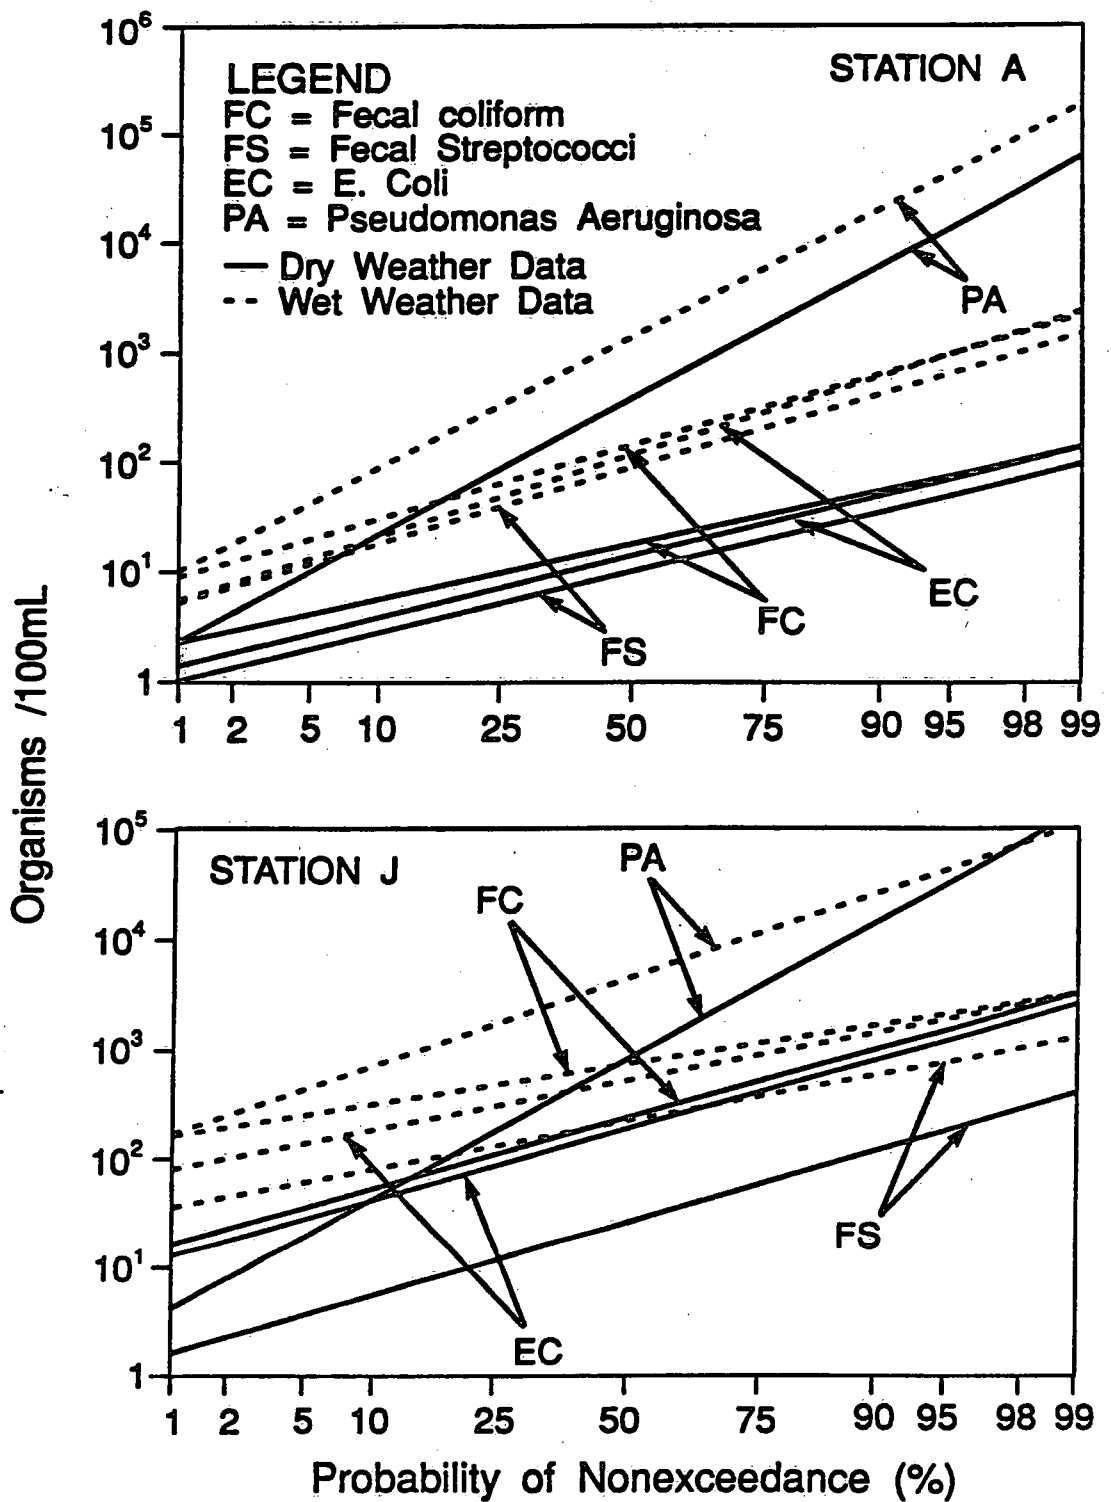 10^6
10^5
10^4
10^3
10^2
10^1
1
STATION A
LEGEND
FC = Fecal coliform
FS = Fecal Streptococci
EC = E. Coli
PA = Pseudomonas Aeruginosa
Dry Weather Data
Wet Weather Data
PA
EC
FC
FS
1 2 5 10 25 50 75 90 95 98 99
Organisms /100mL
10^5
10^4
10^3
10^2
10^1
1
STATION J
PA
FC
FS
EC
1 2 5 10 25 50 75 90 95 98 99
Probability of Nonexceedance (%)